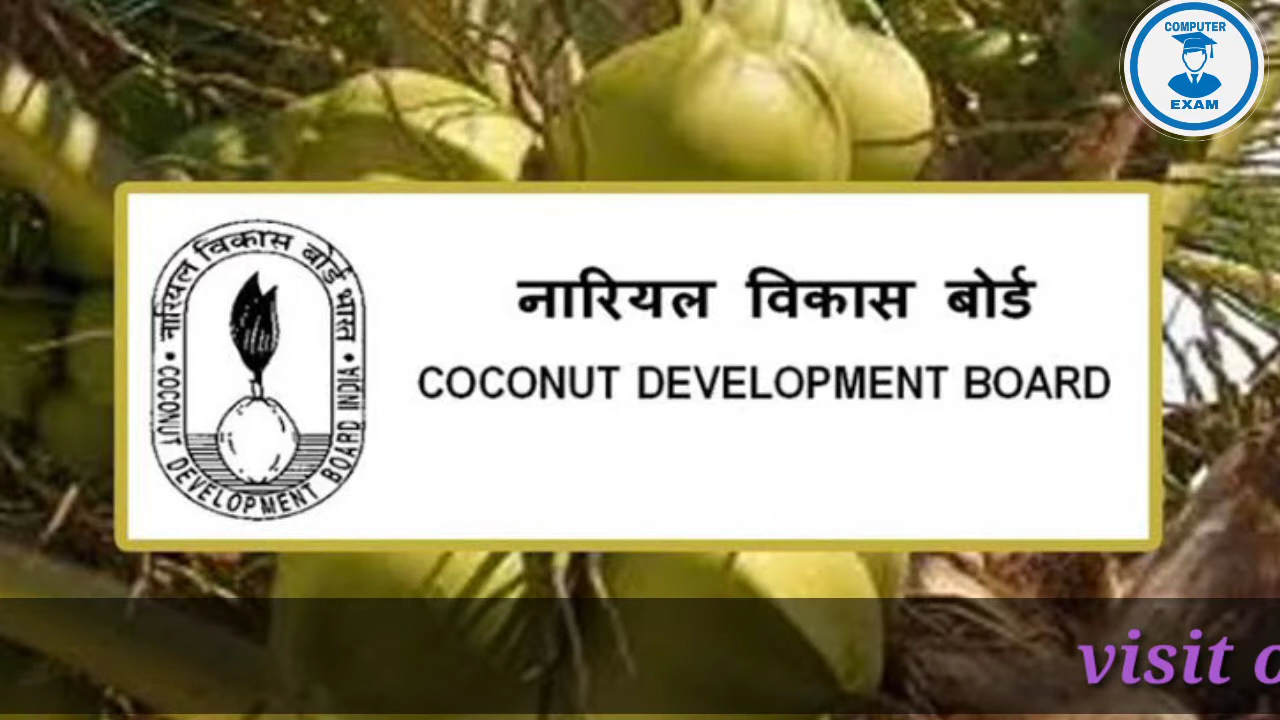 COMPUTER
EXAM
नारियल विकास बोर्ड भारत
COCONUT DEVELOPMENT BOARD INDIA
नारियल विकास बोर्ड
COCONUT DEVELOPMENT BOARD
visit